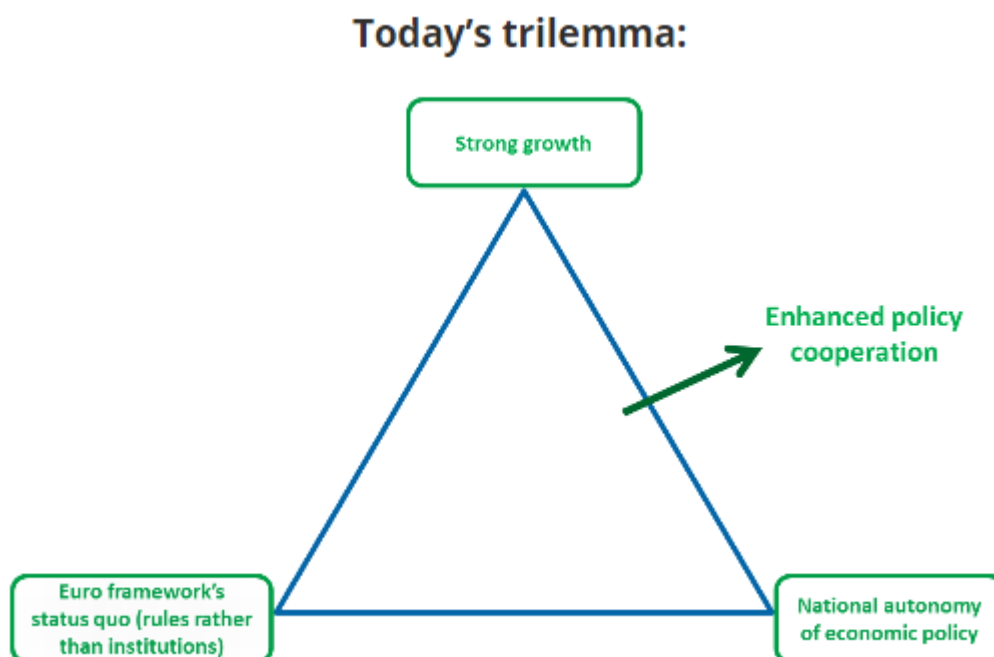 Today's trilemma:
Strong growth
Enhanced policy
cooperation
Euro framework's
status quo (rules rather
than institutions)
National autonomy
of economic policy